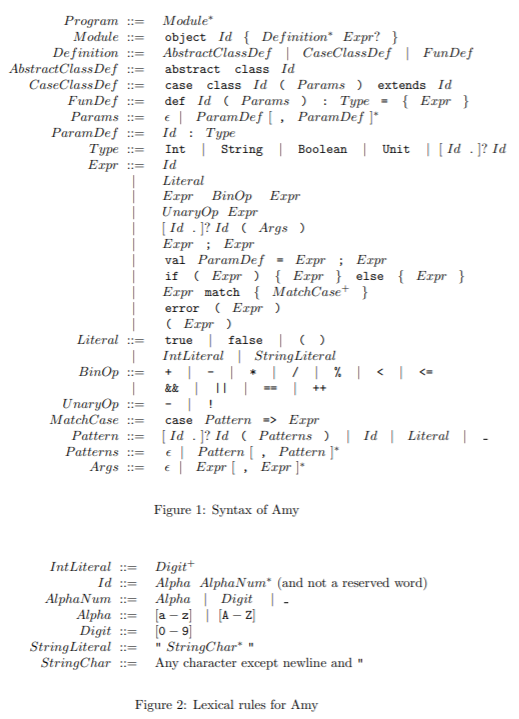 Program ::= Module*
Module ::= object Id { Definition* Expr? }
Definition ::= AbstractClassDef | CaseClassDef | FunDef
AbstractClassDef ::= abstract class Id
CaseClassDef ::= case class Id ( Params ) extends Id
FunDef ::= def Id ( Params ) : Type = { Expr }
Params ::= ϵ | ParamDef [ , ParamDef ]*
ParamDef ::= Id : Type
Type ::= Int | String | Boolean | Unit | [ Id . ]? Id
Expr ::= Id
| Literal
| Expr BinOp Expr
| UnaryOp Expr
| [ Id . ]? Id ( Args )
| Expr ; Expr
| val ParamDef = Expr ; Expr
| if ( Expr ) { Expr } else { Expr }
| Expr match { MatchCase+ }
| error ( Expr )
| ( Expr )
Literal ::= true | false | ( )
| IntLiteral | StringLiteral
BinOp ::= + | - | * | / | % | < | <=
| && | || | == | ++
UnaryOp ::= - | !
MatchCase ::= case Pattern => Expr
Pattern ::= [ Id . ]? Id ( Patterns ) | Id | Literal | _
Patterns ::= ϵ | Pattern [ , Pattern ]*
Args ::= ϵ | Expr [ , Expr ]*
Figure 1: Syntax of Amy
IntLiteral ::= Digit+
Id ::= Alpha AlphaNum* (and not a reserved word)
AlphaNum ::= Alpha | Digit | _
Alpha ::= [a − z] | [A − Z]
Digit ::= [0 − 9]
StringLiteral ::= " StringChar* "
StringChar ::= Any character except newline and "
Figure 2: Lexical rules for Amy